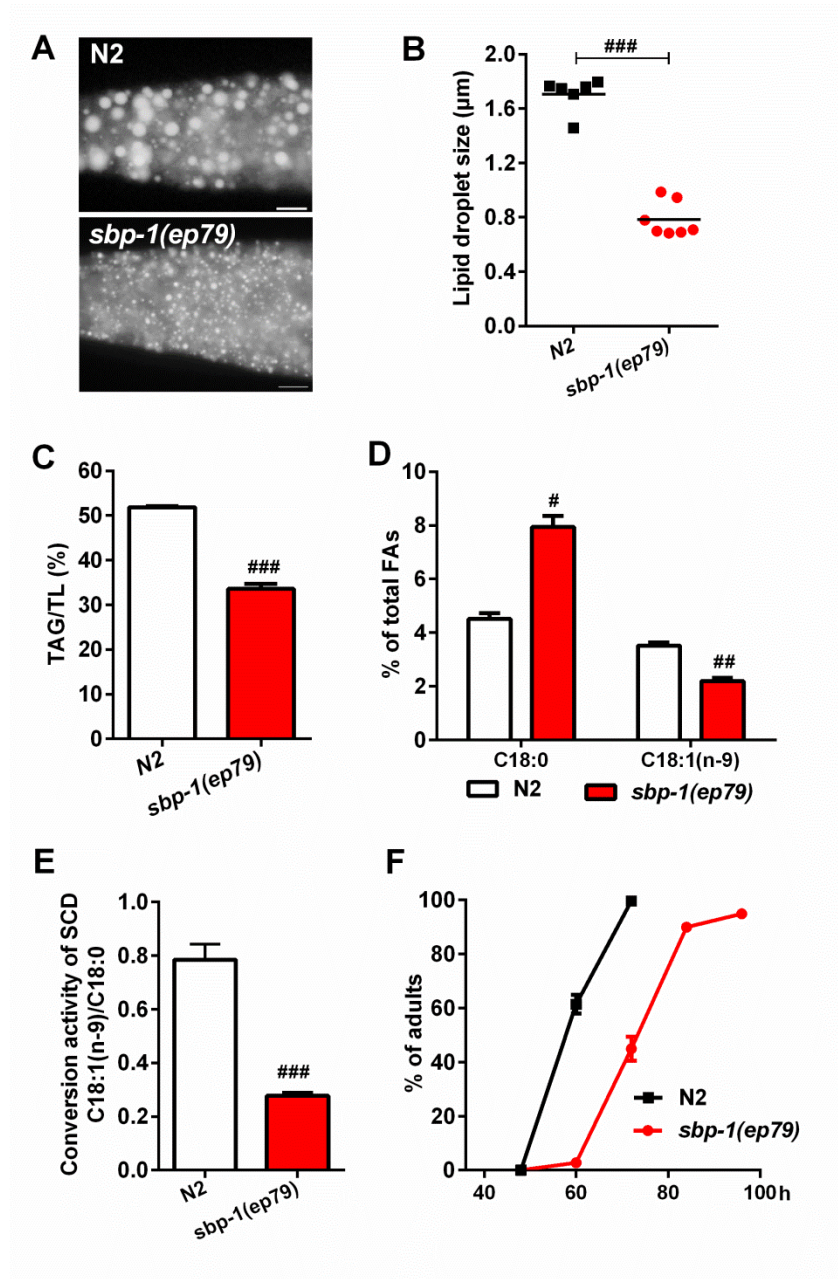 A
N2
sbp-1(ep79)
B
Lipid droplet size (µm)
2.0
1.6
1.2
0.8
0.4
0.0
###
N2
sbp-1(ep79)
C
TAG/TL (%)
60
50
40
30
20
10
0
###
N2
sbp-1(ep79)
D
% of total FAs
10
8
6
4
2
0
#
##
C18:0 C18:1(n-9)
N2 sbp-1(ep79)
E
Conversion activity of SCD
C18:1(n-9)/C18:0
1.0
0.8
0.6
0.4
0.2
0.0
###
N2
sbp-1(ep79)
F
% of adults
100
80
60
40
20
0
N2
sbp-1(ep79)
40 60 80 100h